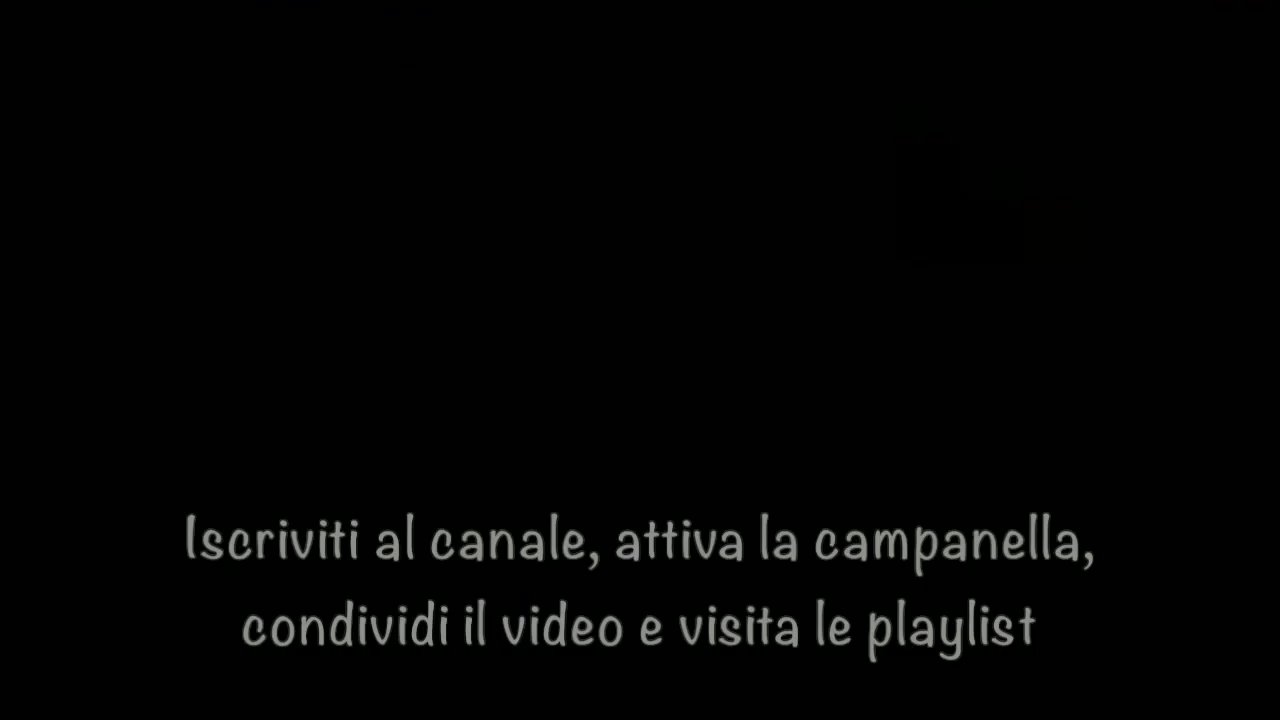 Iscriviti al canale, attiva la campanella,
condividi il video e visita le playlist